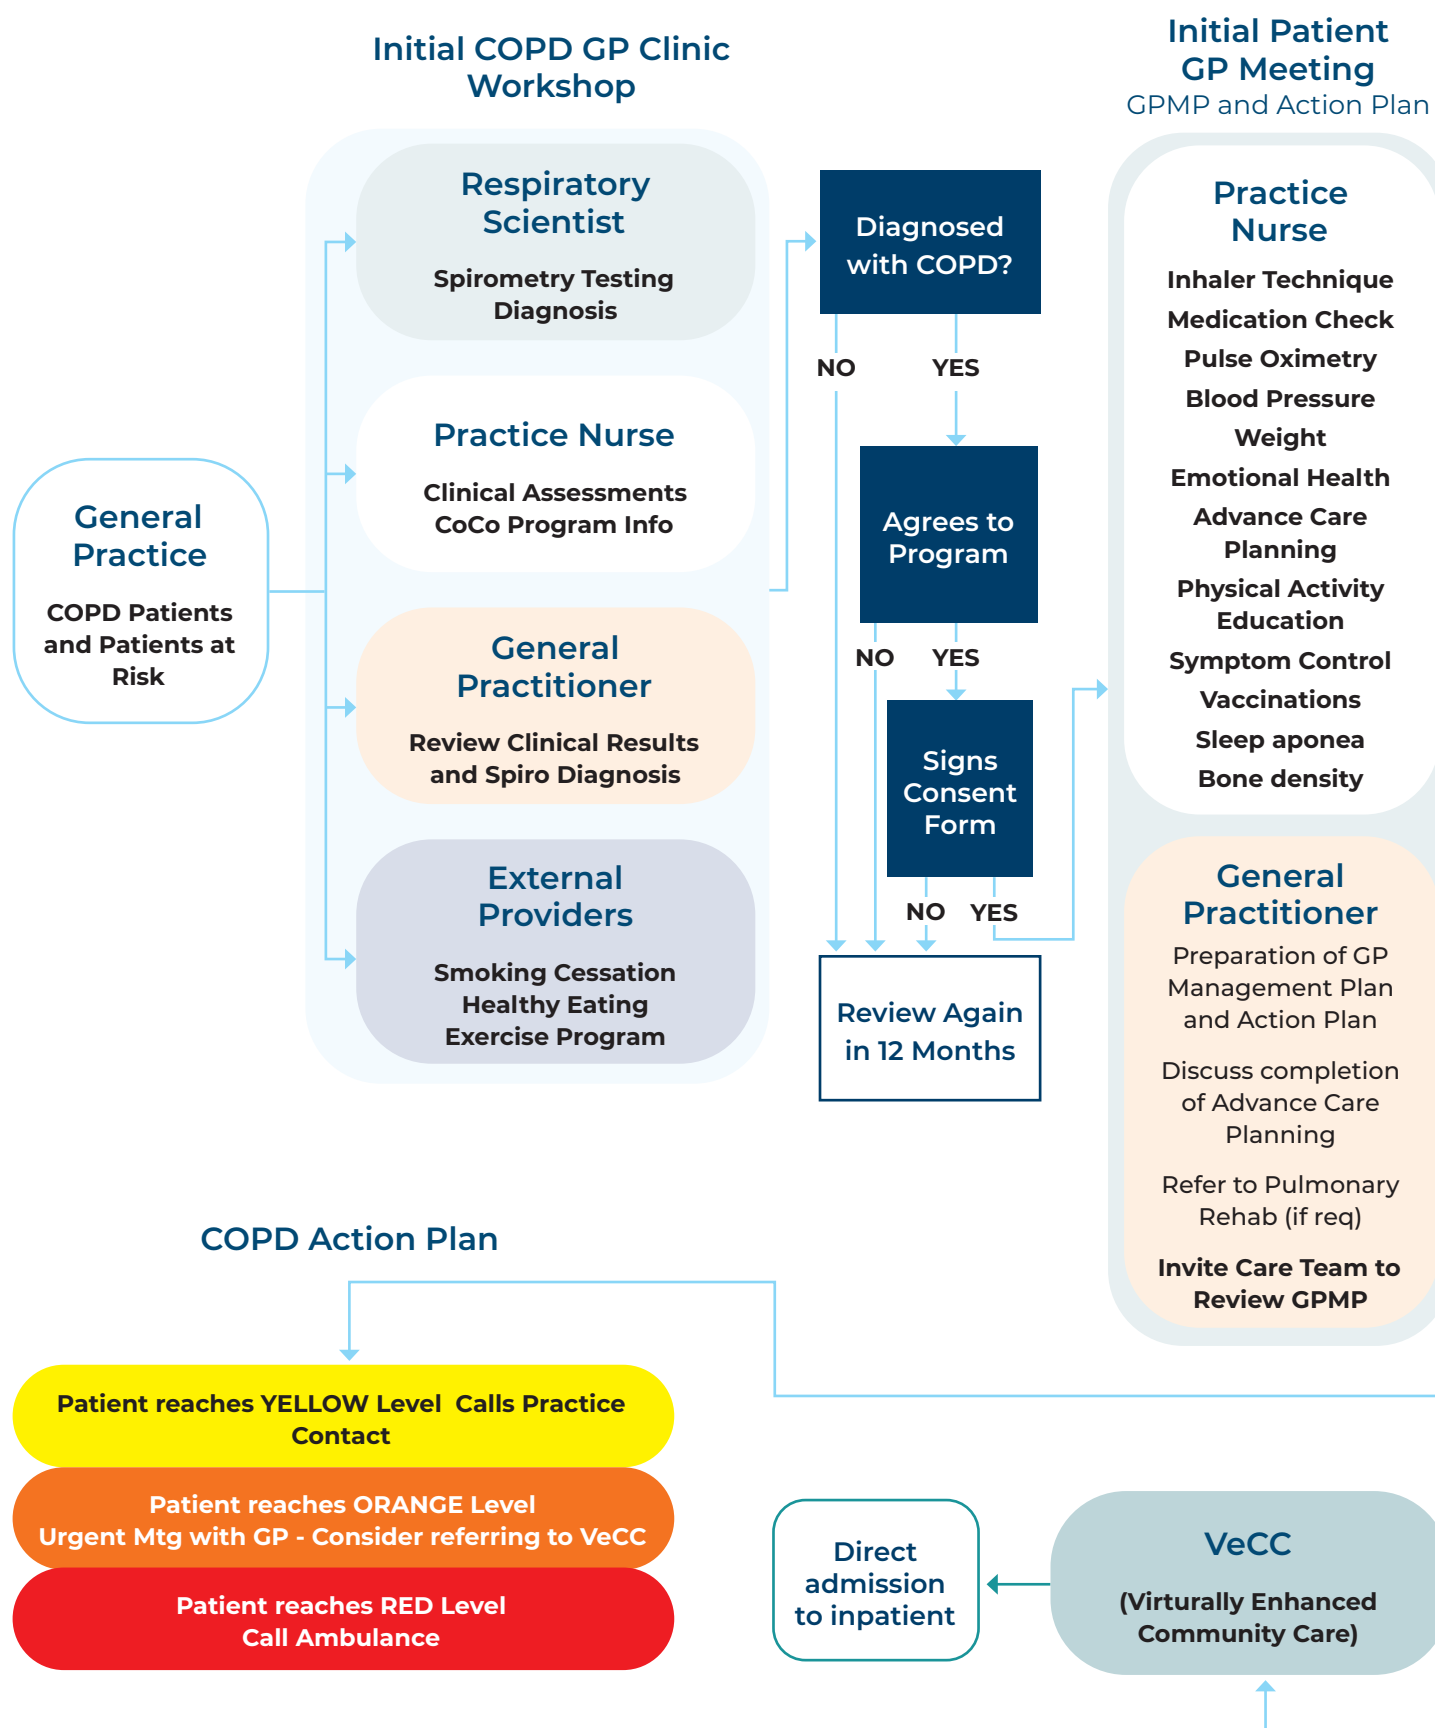 Initial COPD GP Clinic
Workshop
Initial Patient
GP Meeting
GPMP and Action Plan
General
Practice
COPD Patients
and Patients at
Risk
Respiratory
Scientist
Spirometry Testing
Diagnosis
Practice Nurse
Clinical Assessments
CoCo Program Info
General
Practitioner
Review Clinical Results
and Spiro Diagnosis
External
Providers
Smoking Cessation
Healthy Eating
Exercise Program
Diagnosed
with COPD?
NO
YES
Agrees to
Program
NO
YES
Signs
Consent
Form
NO
YES
Review Again
in 12 Months
Practice
Nurse
Inhaler Technique
Medication Check
Pulse Oximetry
Blood Pressure
Weight
Emotional Health
Advance Care
Planning
Physical Activity
Education
Symptom Control
Vaccinations
Sleep aponea
Bone density
General
Practitioner
Preparation of GP
Management Plan
and Action Plan
Discuss completion
of Advance Care
Planning
Refer to Pulmonary
Rehab (if req)
Invite Care Team to
Review GPMP
COPD Action Plan
Patient reaches YELLOW Level  Calls Practice
Contact
Patient reaches ORANGE Level
Urgent Mtg with GP - Consider referring to VeCC
Patient reaches RED Level
Call Ambulance
Direct
admission
to inpatient
VeCC
(Virturally Enhanced
Community Care)